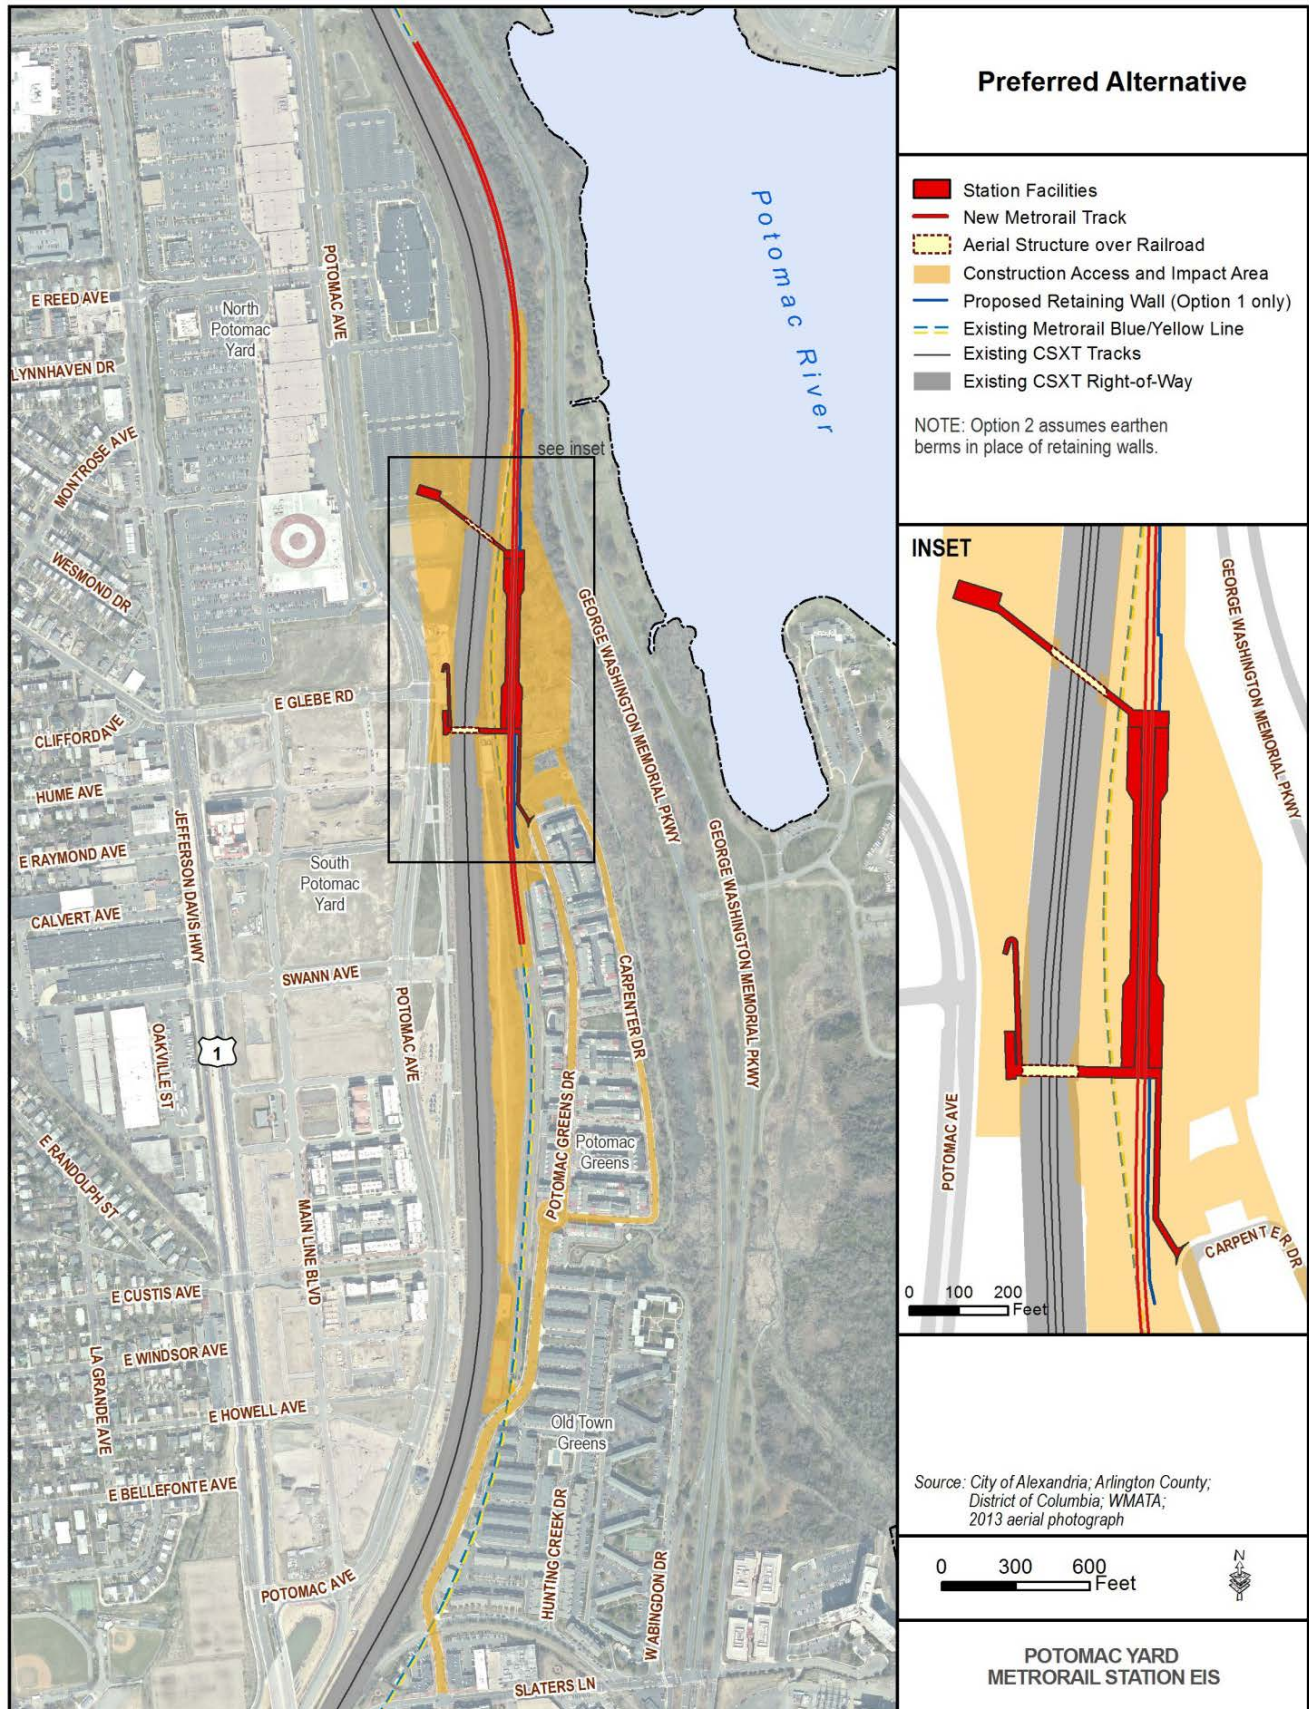 Preferred Alternative
Station Facilities
New Metrorail Track
Aerial Structure over Railroad
Construction Access and Impact Area
Proposed Retaining Wall (Option 1 only)
Existing Metrorail Blue/Yellow Line
Existing CSXT Tracks
Existing CSXT Right-of-Way
NOTE: Option 2 assumes earthen
berms in place of retaining walls.
Potomac River
POTOMAC AVE
E REED AVE
North
Potomac
Yard
LYNNHAVEN DR
MONTROSE AVE
see inset
WESMOND DR
GEORGE WASHINGTON MEMORIAL PKWY
E GLEBE RD
CLIFFORD AVE
HUME AVE
JEFFERSON DAVIS HWY
GEORGE WASHINGTON MEMORIAL PKWY
E RAYMOND AVE
South
Potomac
Yard
CALVERT AVE
SWANN AVE
CARPENTER DR
POTOMAC AVE
OAKVILLE ST
1
POTOMAC GREENS DR
Potomac
Greens
E RANDOLPH ST
MAIN LINE BLVD
E CUSTIS AVE
E WINDSOR AVE
LA GRANDE AVE
E HOWELL AVE
Old Town
Greens
E BELLEFONTE AVE
HUNTING CREEK DR
W ABINGDON DR
POTOMAC AVE
SLATERS LN
INSET
GEORGE WASHINGTON MEMORIAL PKWY
POTOMAC AVE
CARPENTER DR
0 100 200
Feet
Source: City of Alexandria; Arlington County;
District of Columbia; WMATA;
2013 aerial photograph
0 300 600
Feet
N
POTOMAC YARD
METRORAIL STATION EIS